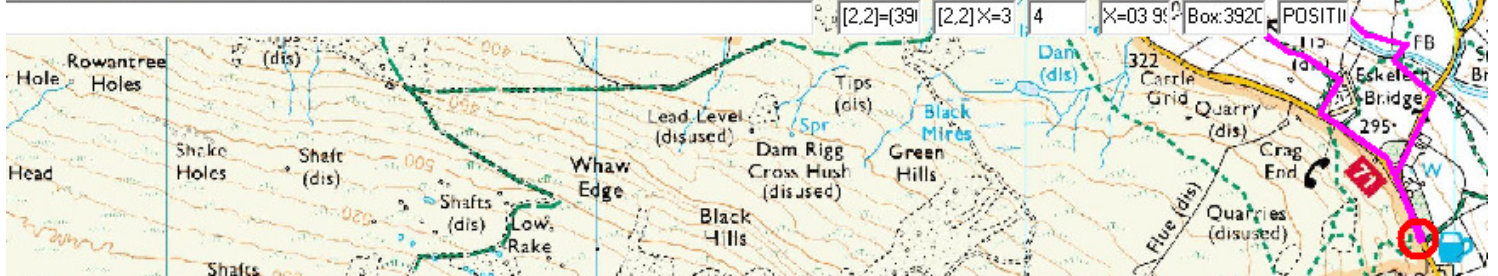 [2,2]=(39(
[2,2]X=3
4
X=03 99
Box:3920
POSITI
(dis)
Rowantree
Holes
Hole
400
450
Dam
(dis)
322
Cattle
Grid
FB
(dis)
Eskeleth
Bridge
295
Tips
(dis)
Lead Level
(disused)
Spr
Black
Mires
Quarry
(dis)
Shake
Holes
Shaft
(dis)
500
Head
Whaw
Edge
Dam Rigg
Cross Hush
(disused)
Green
Hills
Crag
End
71
W
Shafts
(dis)
520
Low
Rake
Black
Hills
Flue (dis)
Quarries
(disused)
Shafts